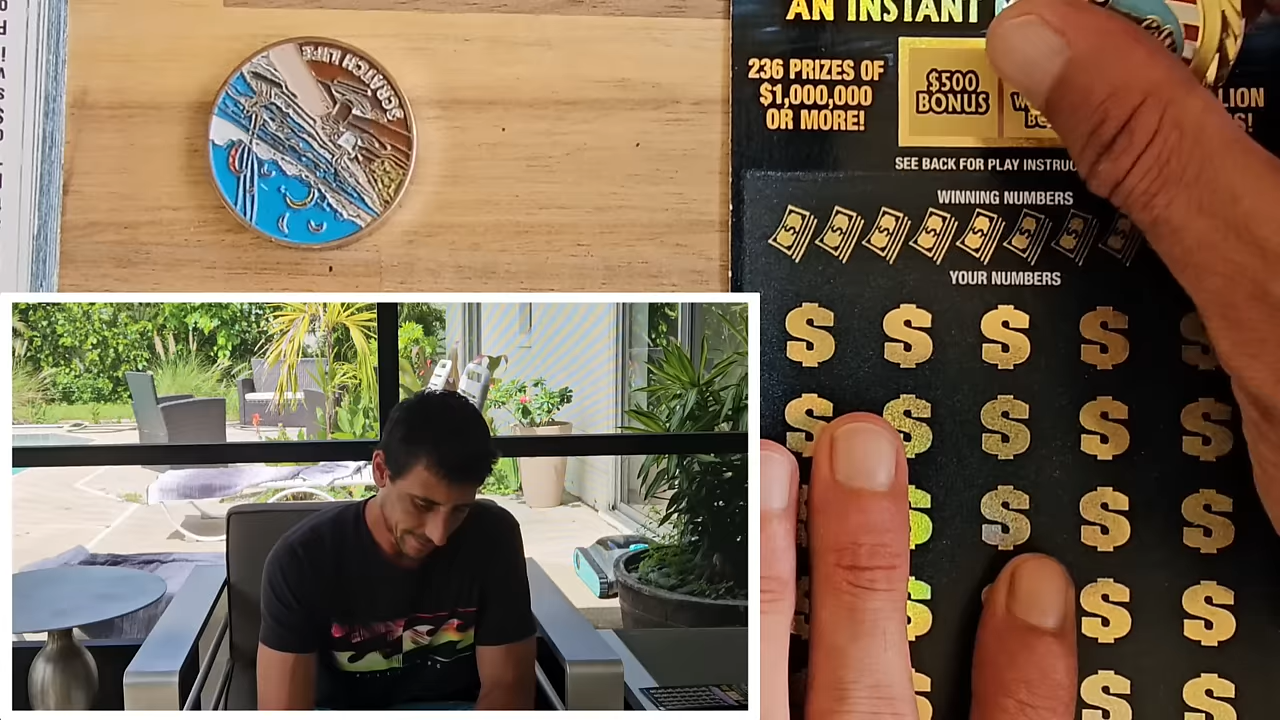 SCRATCH LIFE
AN INSTANT
236 PRIZES OF
$1,000,000
OR MORE!
$500
BONUS
SEE BACK FOR PLAY
WINNING NUMBERS
YOUR NUMBERS